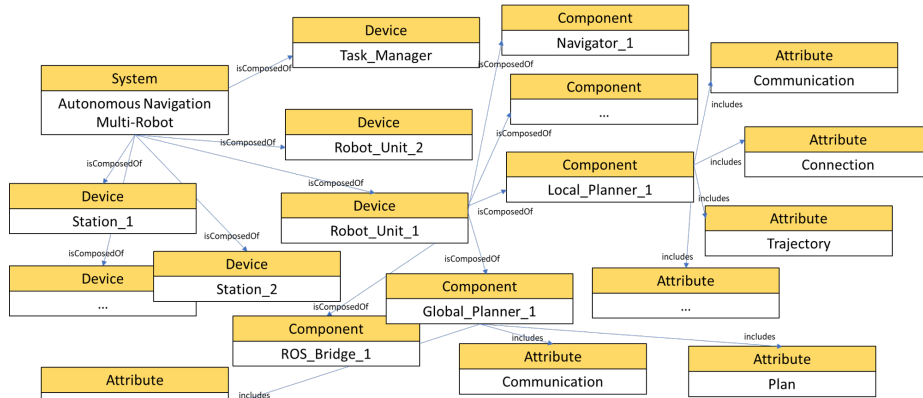 Component
Navigator_1
Device
Task_Manager
isComposedOf
isComposedOf
System
Autonomous Navigation
Multi-Robot
Attribute
Communication
includes
Component
...
isComposedOf
Device
Robot_Unit_2
isComposedOf
Attribute
Connection
includes
Component
Local_Planner_1
isComposedOf
isComposedOf
isComposedOf
Device
Station_1
Device
Robot_Unit_1
includes
includes
Attribute
Trajectory
isComposedOf
isComposedOf
isComposedOf
includes
Device
...
Device
Station_2
Attribute
...
Component
Global_Planner_1
isComposedOf
Component
ROS_Bridge_1
includes
includes
Attribute
Communication
Attribute
Plan
Attribute
includes